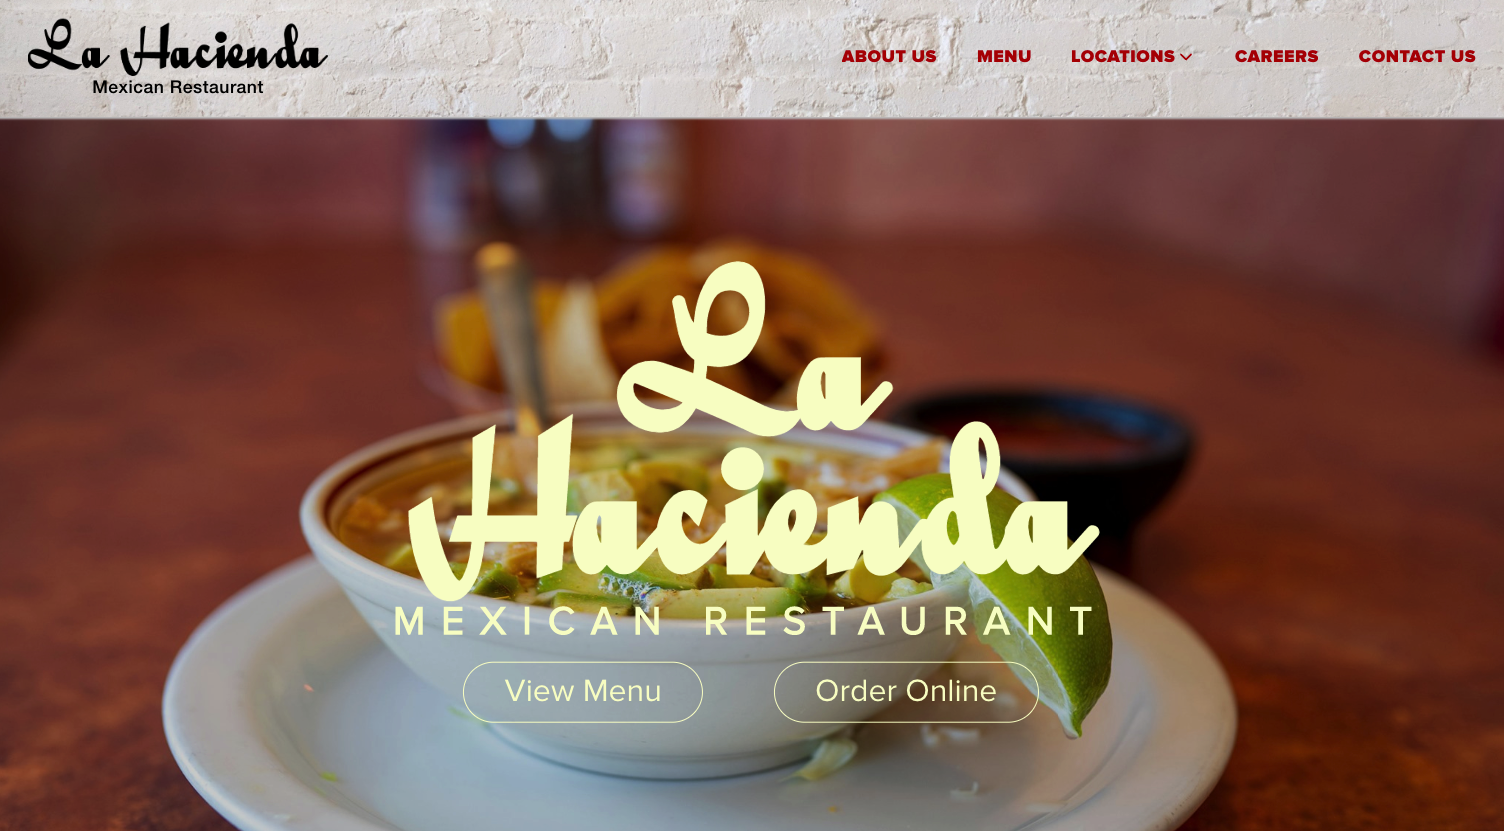 La Hacienda
Mexican Restaurant
ABOUT US
MENU
LOCATIONS
CAREERS
CONTACT US
La
Hacienda
MEXICAN RESTAURANT
View Menu
Order Online